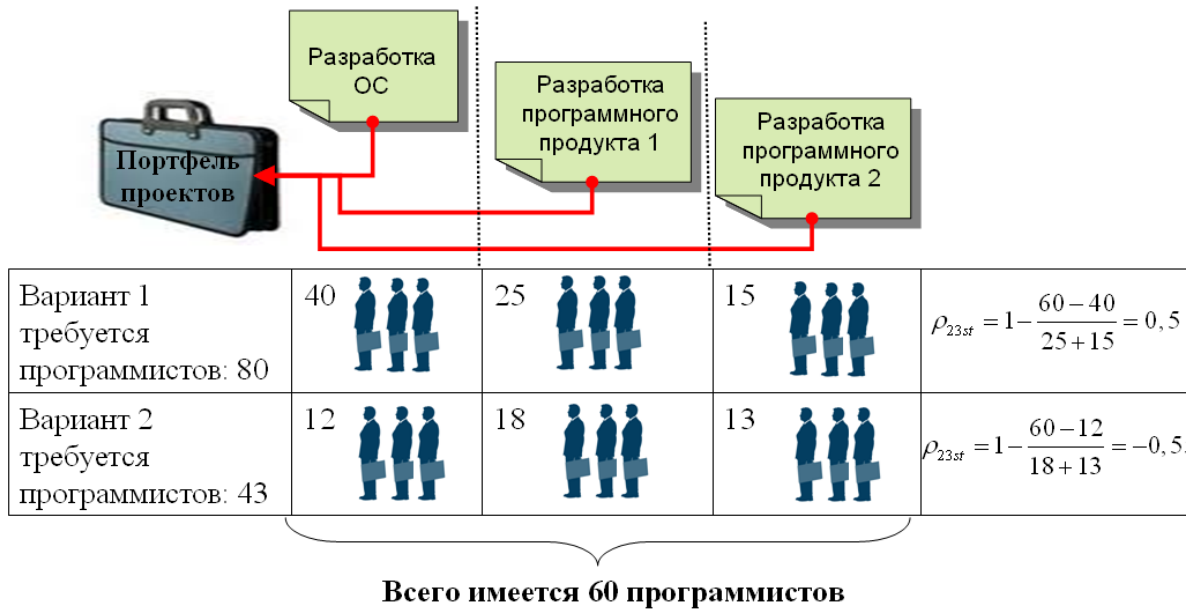 Разработка
ОС
Разработка
программного
продукта 1
Разработка
программного
продукта 2
Портфель
проектов
Вариант 1
требуется
программистов: 80
40
25
15
ρ₂₃ₛₜ = 1 − (60 − 40)/(25 + 15) = 0,5
Вариант 2
требуется
программистов: 43
12
18
13
ρ₂₃ₛₜ = 1 − (60 − 12)/(18 + 13) = −0,5
Всего имеется 60 программистов